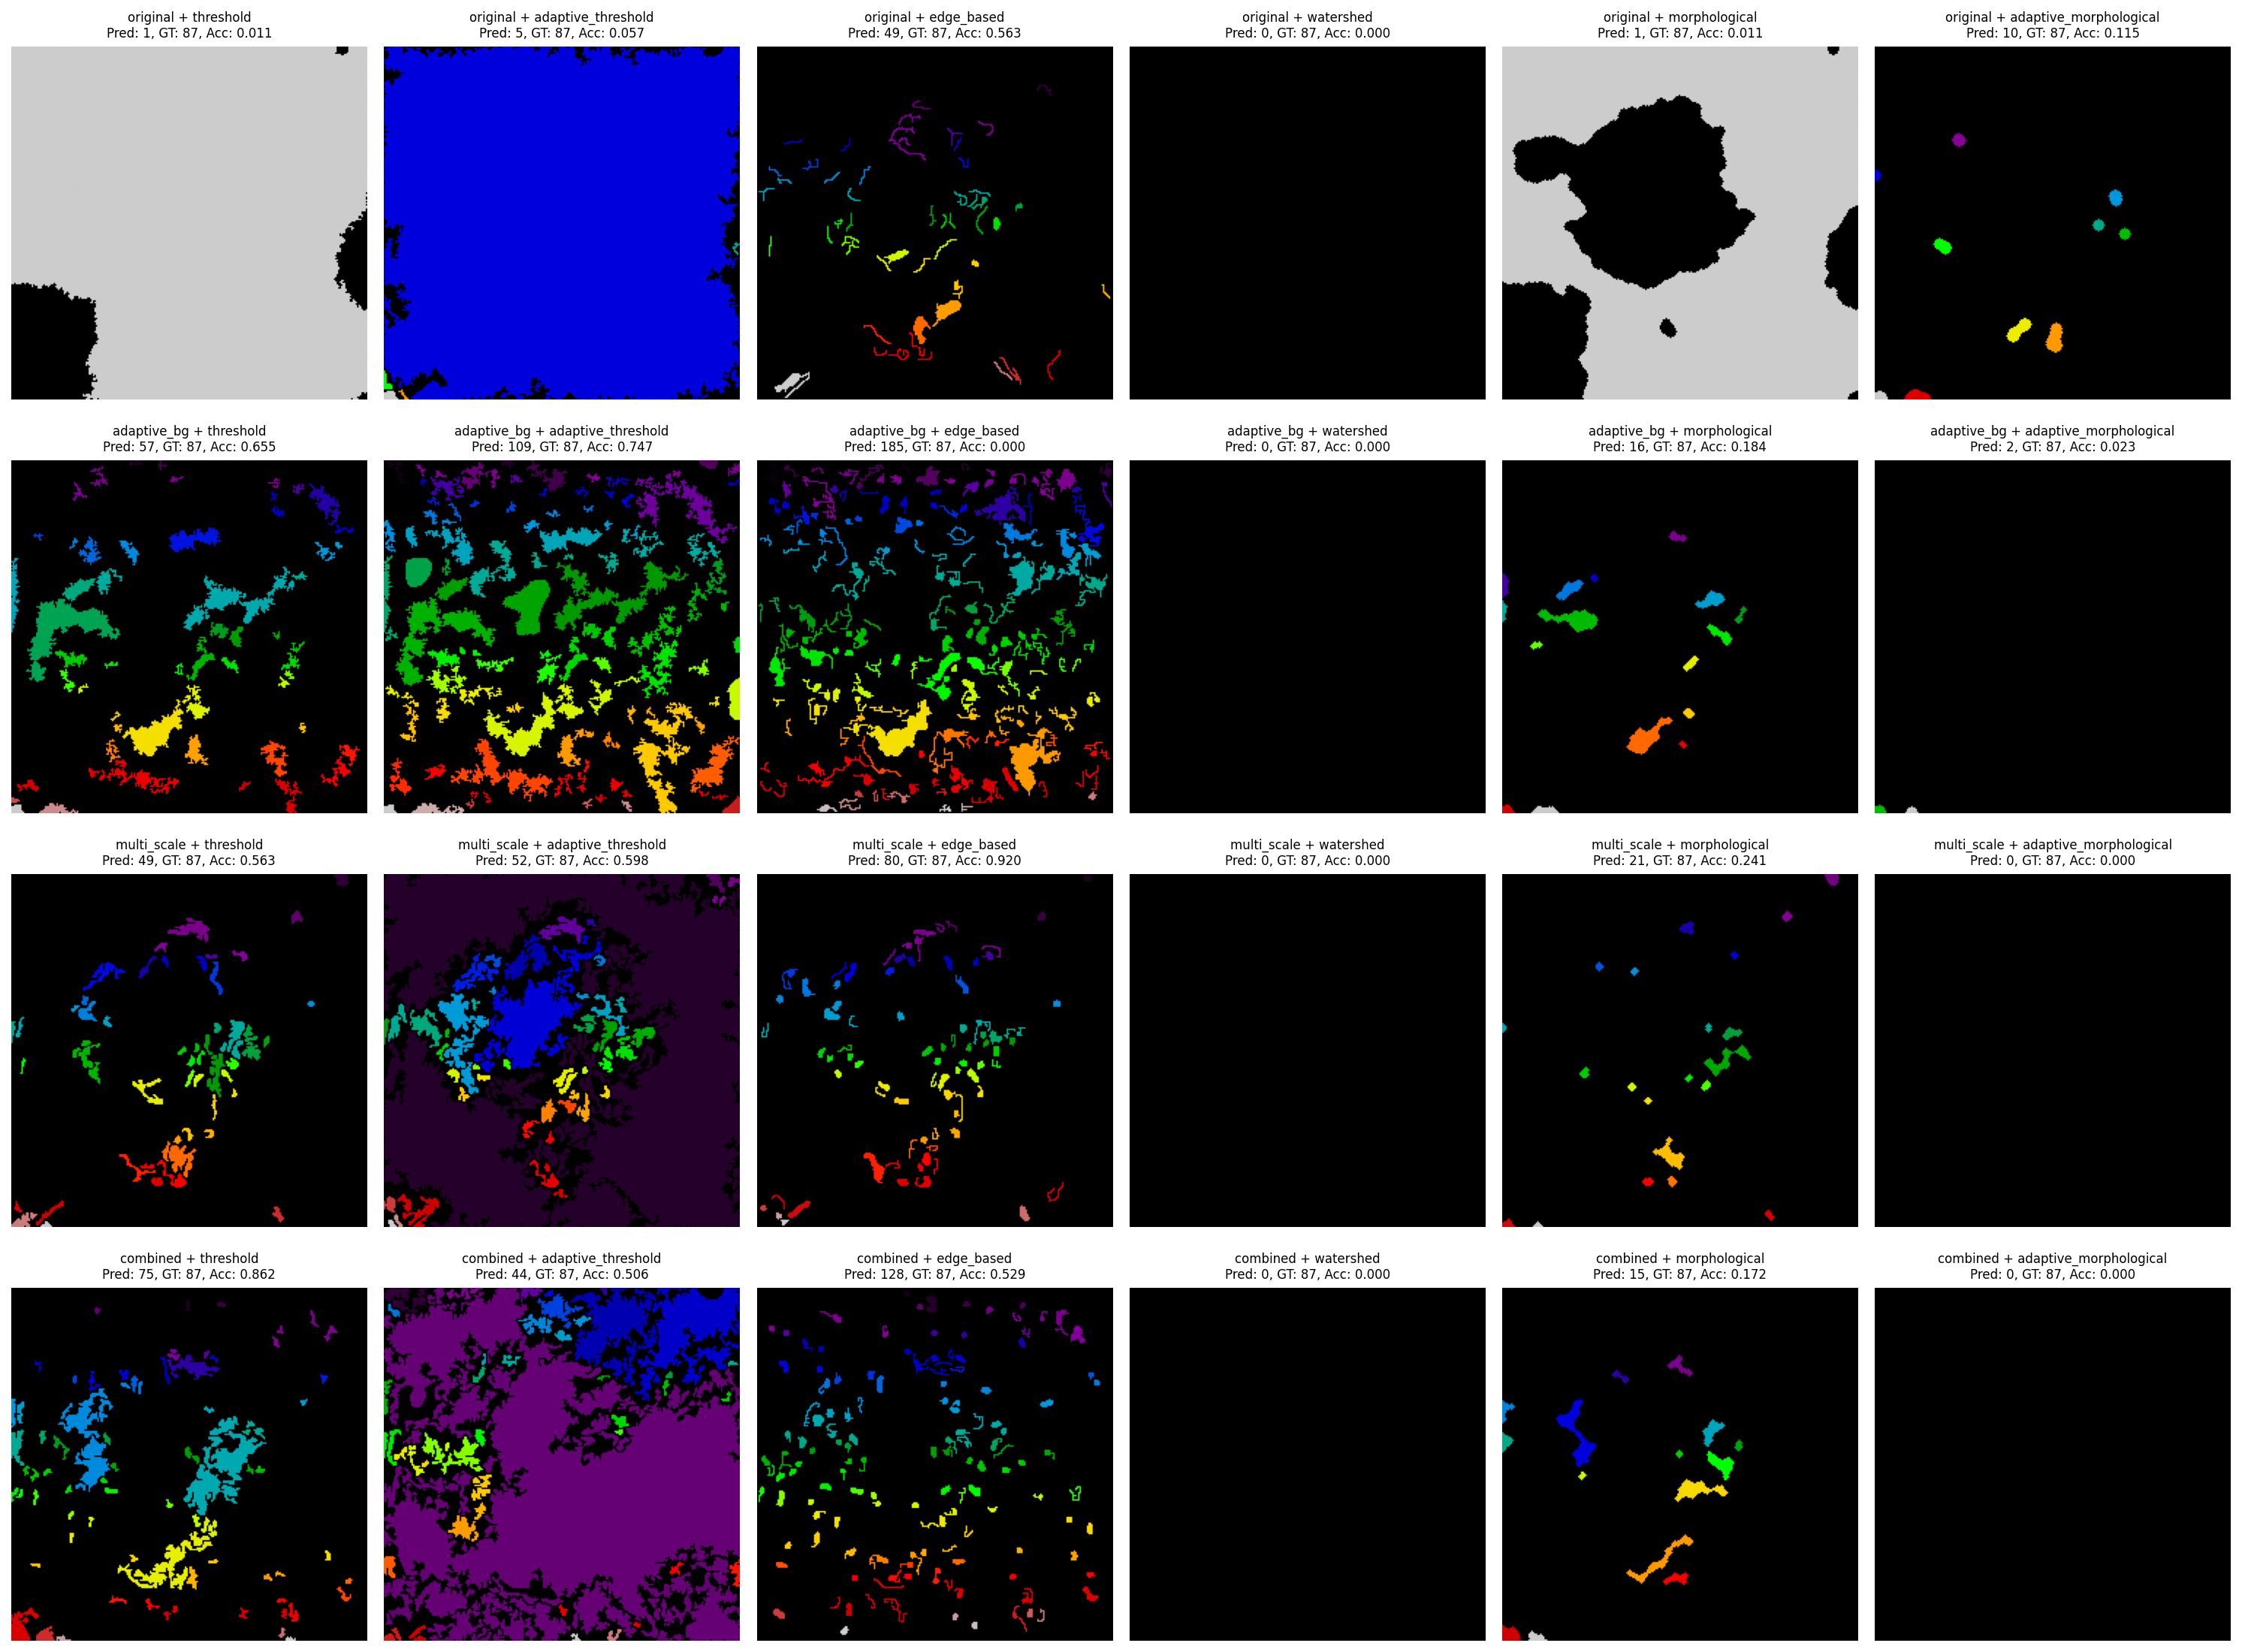 original + threshold
Pred: 1, GT: 87, Acc: 0.011
original + adaptive_threshold
Pred: 5, GT: 87, Acc: 0.057
original + edge_based
Pred: 49, GT: 87, Acc: 0.563
original + watershed
Pred: 0, GT: 87, Acc: 0.000
original + morphological
Pred: 1, GT: 87, Acc: 0.011
original + adaptive_morphological
Pred: 10, GT: 87, Acc: 0.115
adaptive_bg + threshold
Pred: 57, GT: 87, Acc: 0.655
adaptive_bg + adaptive_threshold
Pred: 109, GT: 87, Acc: 0.747
adaptive_bg + edge_based
Pred: 185, GT: 87, Acc: 0.000
adaptive_bg + watershed
Pred: 0, GT: 87, Acc: 0.000
adaptive_bg + morphological
Pred: 16, GT: 87, Acc: 0.184
adaptive_bg + adaptive_morphological
Pred: 2, GT: 87, Acc: 0.023
multi_scale + threshold
Pred: 49, GT: 87, Acc: 0.563
multi_scale + adaptive_threshold
Pred: 52, GT: 87, Acc: 0.598
multi_scale + edge_based
Pred: 80, GT: 87, Acc: 0.920
multi_scale + watershed
Pred: 0, GT: 87, Acc: 0.000
multi_scale + morphological
Pred: 21, GT: 87, Acc: 0.241
multi_scale + adaptive_morphological
Pred: 0, GT: 87, Acc: 0.000
combined + threshold
Pred: 75, GT: 87, Acc: 0.862
combined + adaptive_threshold
Pred: 44, GT: 87, Acc: 0.506
combined + edge_based
Pred: 128, GT: 87, Acc: 0.529
combined + watershed
Pred: 0, GT: 87, Acc: 0.000
combined + morphological
Pred: 15, GT: 87, Acc: 0.172
combined + adaptive_morphological
Pred: 0, GT: 87, Acc: 0.000